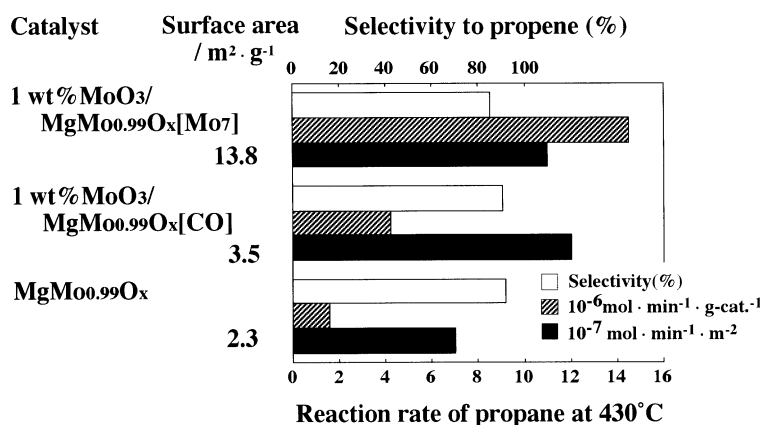 Catalyst Surface area Selectivity to propene (%)
/ m²・g⁻¹
0 20 40 60 80 100
1 wt%MoO3/
MgMo0.99Ox[Mo7]
13.8
1 wt%MoO3/
MgMo0.99Ox[CO]
3.5
MgMo0.99Ox
2.3
Selectivity(%)
10⁻⁶mol・min⁻¹・g-cat.⁻¹
10⁻⁷ mol・min⁻¹・m⁻²
0 2 4 6 8 10 12 14 16
Reaction rate of propane at 430˚C